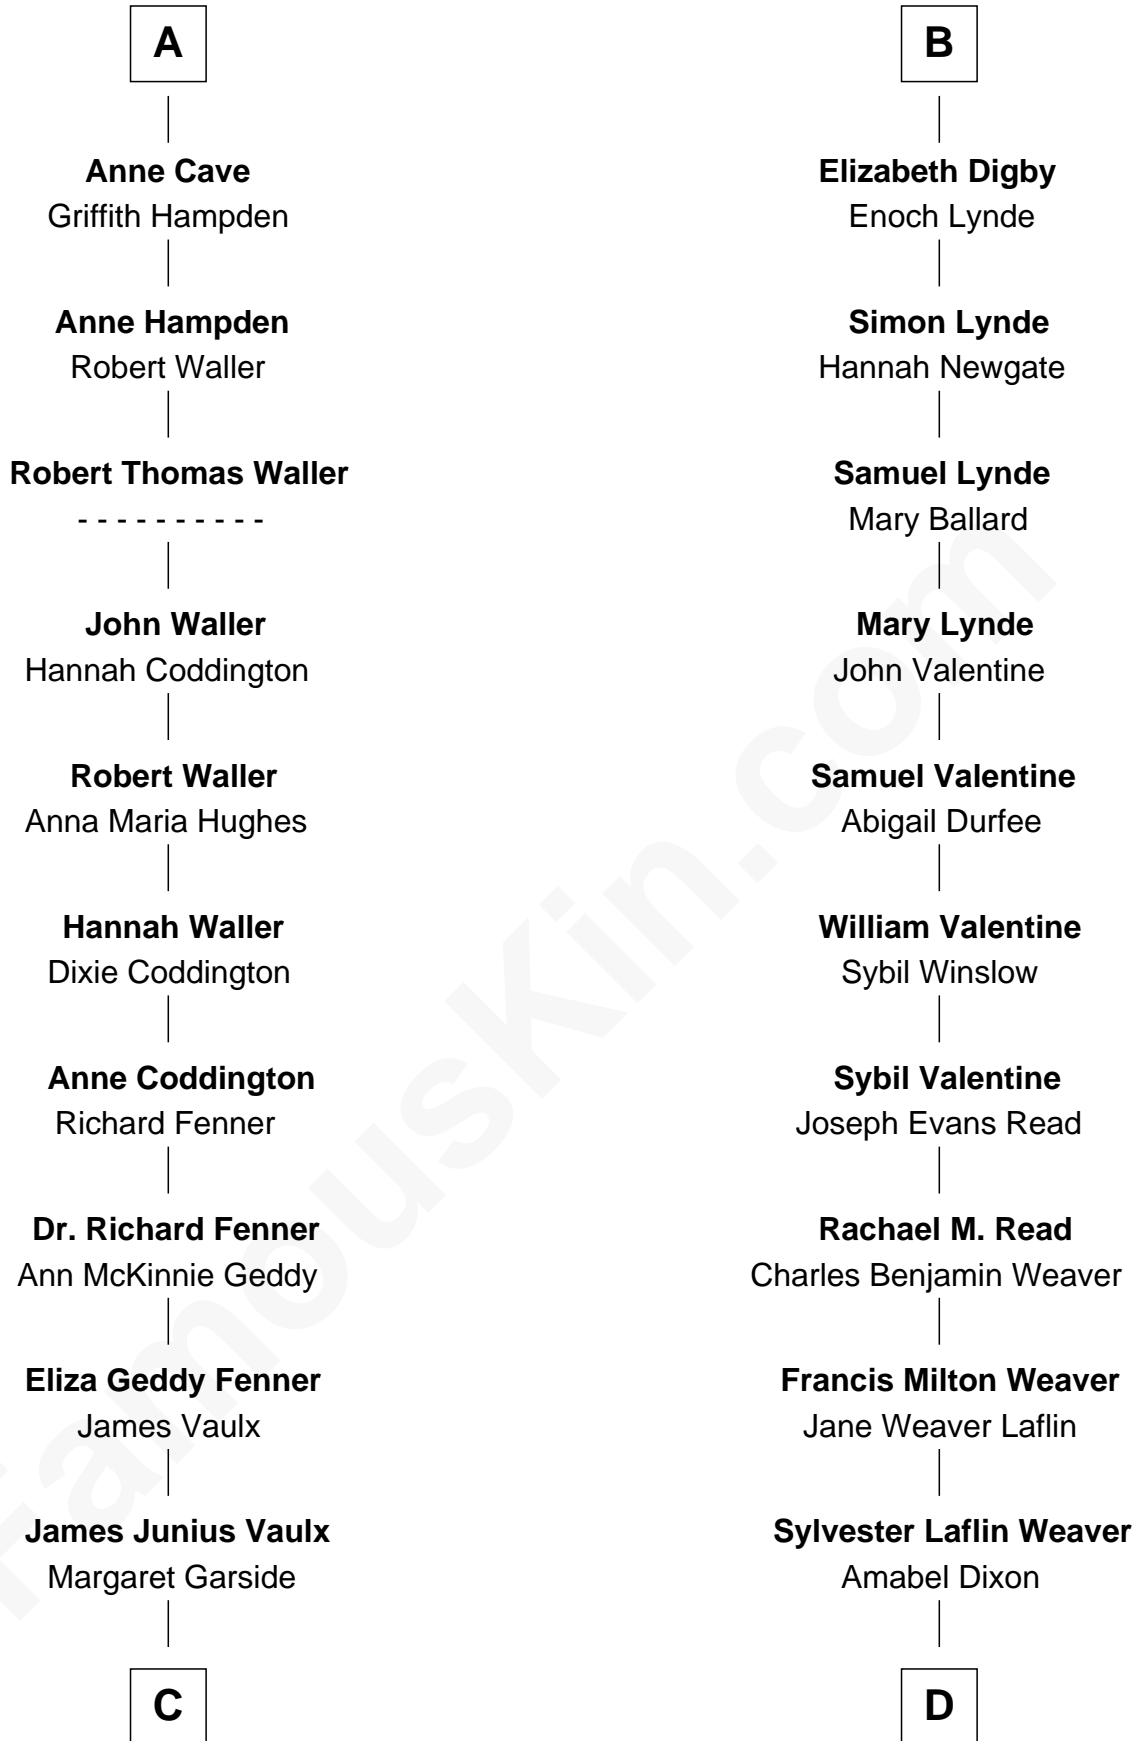 A
Anne Cave
Griffith Hampden
Anne Hampden
Robert Waller
Robert Thomas Waller
- - - - - - - - - -
John Waller
Hannah Coddington
Robert Waller
Anna Maria Hughes
Hannah Waller
Dixie Coddington
Anne Coddington
Richard Fenner
Dr. Richard Fenner
Ann McKinnie Geddy
Eliza Geddy Fenner
James Vaulx
James Junius Vaulx
Margaret Garside
C
B
Elizabeth Digby
Enoch Lynde
Simon Lynde
Hannah Newgate
Samuel Lynde
Mary Ballard
Mary Lynde
John Valentine
Samuel Valentine
Abigail Durfee
William Valentine
Sybil Winslow
Sybil Valentine
Joseph Evans Read
Rachael M. Read
Charles Benjamin Weaver
Francis Milton Weaver
Jane Weaver Laflin
Sylvester Laflin Weaver
Amabel Dixon
D
FamousKin.com